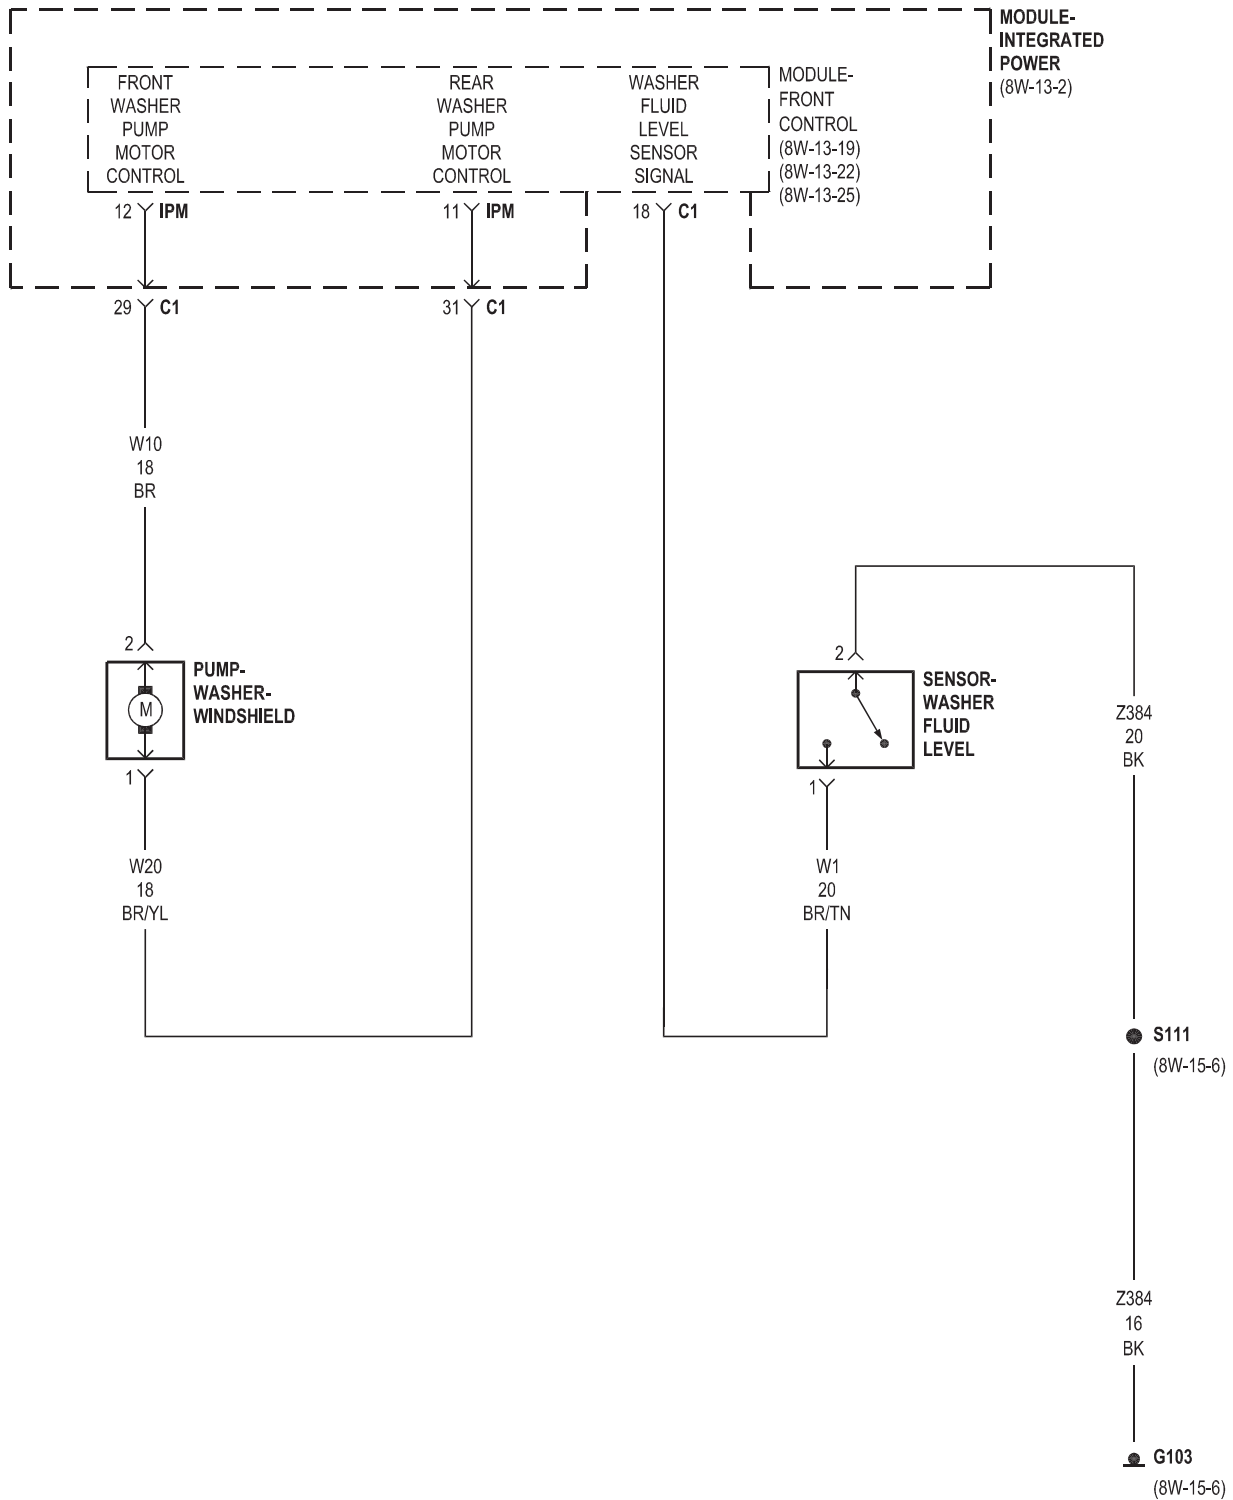 MODULE-
INTEGRATED
POWER
(8W-13-2)
FRONT
WASHER
PUMP
MOTOR
CONTROL
REAR
WASHER
PUMP
MOTOR
CONTROL
WASHER
FLUID
LEVEL
SENSOR
SIGNAL
MODULE-
FRONT
CONTROL
(8W-13-19)
(8W-13-22)
(8W-13-25)
12 IPM
11 IPM
18 C1
29 C1
31 C1
W10
18
BR
2
PUMP-
WASHER-
WINDSHIELD
M
1
W20
18
BR/YL
2
SENSOR-
WASHER
FLUID
LEVEL
1
W1
20
BR/TN
Z384
20
BK
S111
(8W-15-6)
Z384
16
BK
G103
(8W-15-6)